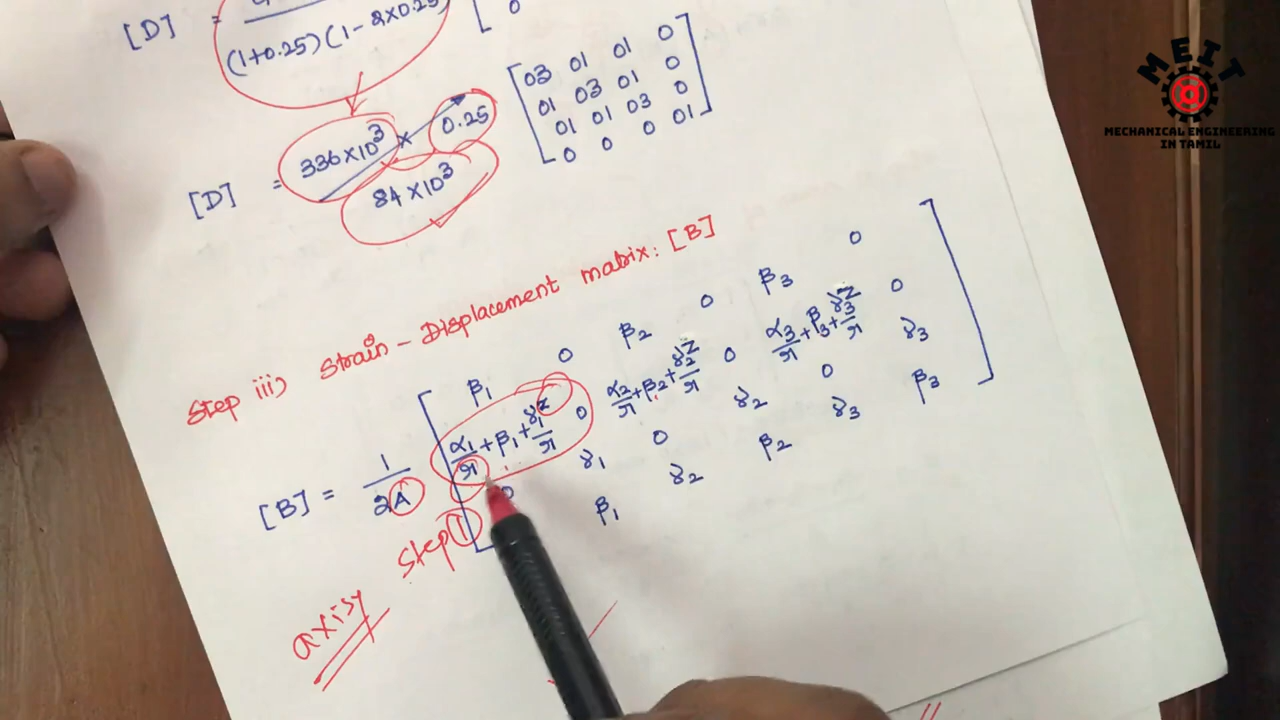 [D] =
(1+0.25)(1-2×0.25)
0
[D] = 336×10³ × 0.25
84×10³
03 01 01 0
01 03 01 0
01 01 03 0
0 0 0 01
Step iii) Strain-Displacement matrix: [B]
[B] = 1/2A
β₁ 0 β₂ 0 β₃ 0
α₁/r + β₁ + γ₁z/r 0 α₂/r + β₂ + γ₂z/r 0 α₃/r + β₃ + γ₃z/r 0
0 γ₁ 0 γ₂ 0 γ₃
β₁ γ₂ β₂ γ₃ β₃
Step 1
axisy
MEIT
MECHANICAL ENGINEERING
IN TAMIL